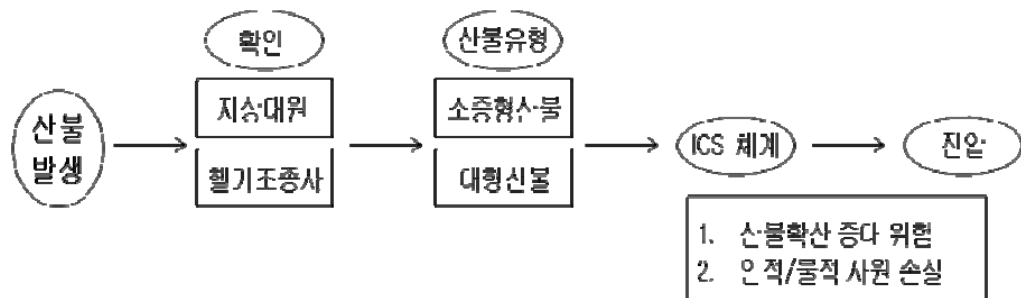 확인
산불유형
산불
발생
지상대원
헬기조종사
소중형산불
대형산불
ICS 체계
진압
1. 산불확산 증대 위험
2. 인적/물적 자원 손실